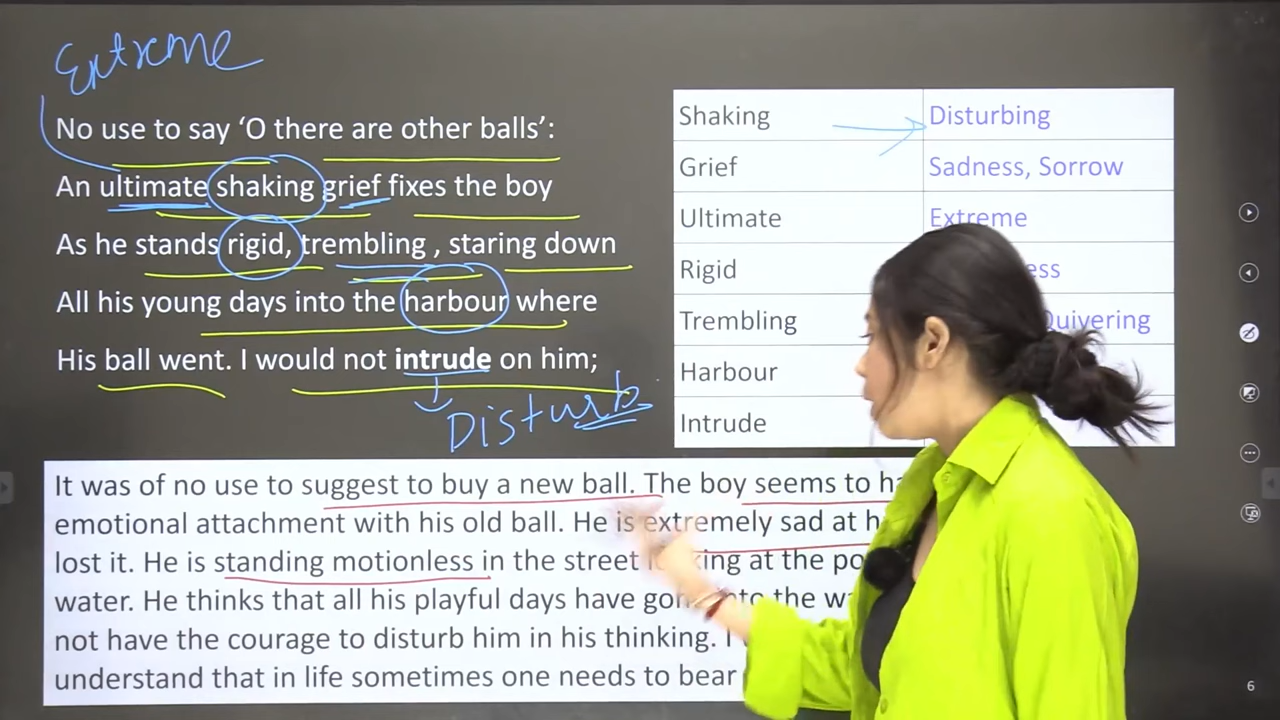 Extreme
No use to say ‘O there are other balls’:
An ultimate shaking grief fixes the boy
As he stands rigid, trembling , staring down
All his young days into the harbour where
His ball went. I would not intrude on him;
Disturb
Shaking Disturbing
Grief Sadness, Sorrow
Ultimate Extreme
Rigid
Trembling Quivering
Harbour
Intrude
It was of no use to suggest to buy a new ball. The boy seems to
emotional attachment with his old ball. He is extremely sad at
lost it. He is standing motionless in the street at the
water. He thinks that all his playful days have into the
not have the courage to disturb him in his thinking.
understand that in life sometimes one needs to bear
6